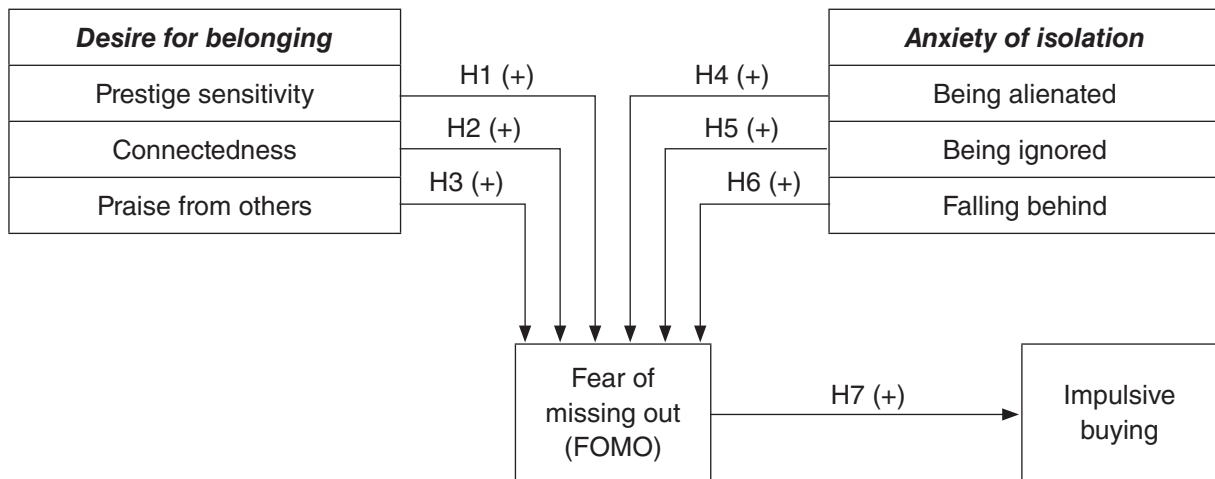 Desire for belonging
Prestige sensitivity
Connectedness
Praise from others
H1 (+)
H2 (+)
H3 (+)
Anxiety of isolation
Being alienated
Being ignored
Falling behind
H4 (+)
H5 (+)
H6 (+)
Fear of
missing out
(FOMO)
H7 (+)
Impulsive
buying